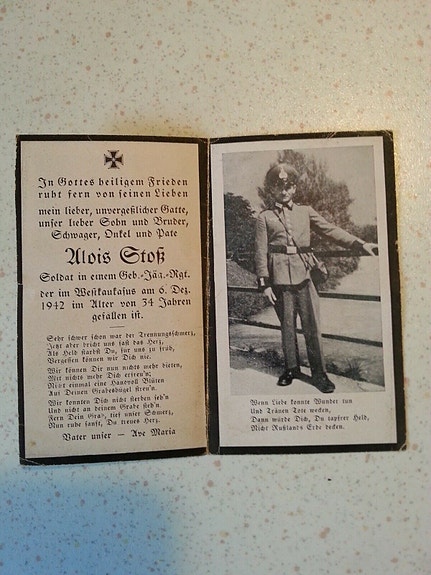 In Gottes heiligem Frieden
ruht fern von seinen Lieben
mein lieber, unvergeßlicher Gatte,
unser lieber Sohn und Bruder,
Schwager, Onkel und Pate
Alois Stoß
Soldat in einem Geb.-Jäg.-Rgt.
der im Westkaukasus am 6. Dez.
1942 im Alter von 34 Jahren
gefallen ist.
Sehr schwer schon war der Trennungsschmerz,
Jetzt aber bricht uns fast das Herz,
Als Held starbst Du, für uns zu früh,
Vergessen können wir Dich nie.
Wir können Dir nun nichts mehr bieten,
Mit nichts mehr Dich erfreu'n;
Nicht einmal eine Handvoll Blüten
Auf Deinen Grabeshügel streu'n.
Wir konnten Dich nicht sterben seh'n
Und nicht an deinem Grabe steh'n
Fern Dein Grab, tief unser Schmerz,
Nun ruhe sanft, Du treues Herz.
Vater unser — Ave Maria
Wenn Liebe könnte Wunder tun
Und Tränen Tote wecken,
Dann würde Dich, Du tapfrer Held,
Nicht Rußlands Erde decken.